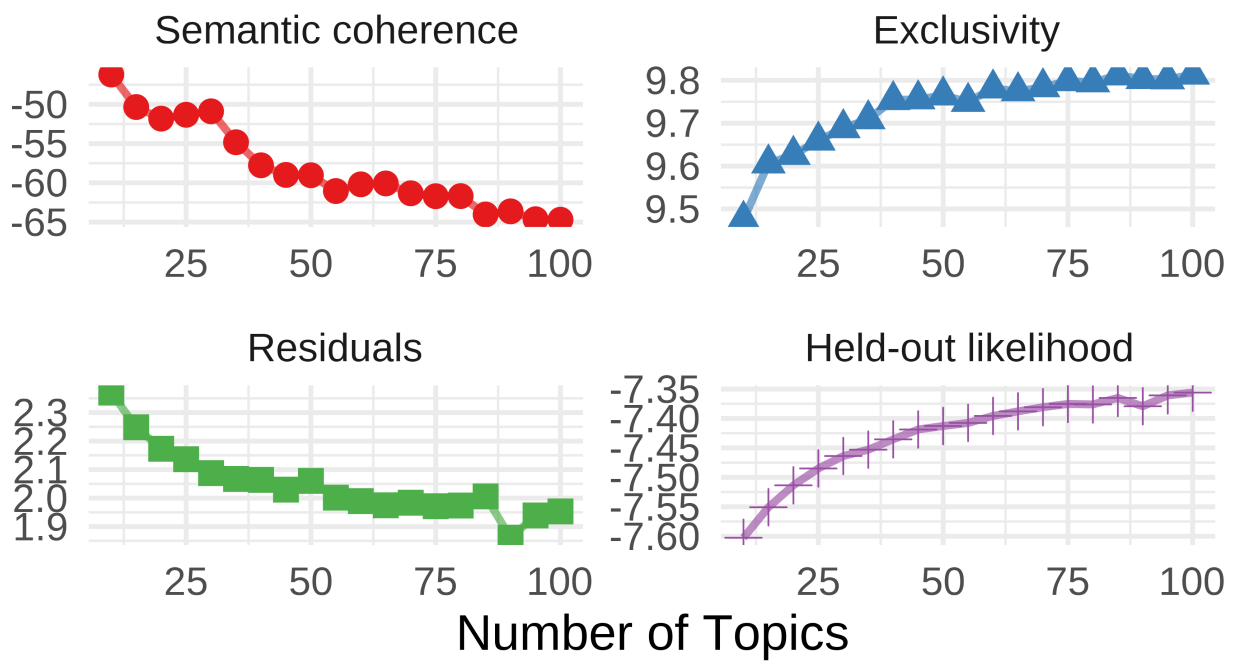 Semantic coherence
-50
-55
-60
-65
25 50 75 100
Exclusivity
9.8
9.7
9.6
9.5
25 50 75 100
Residuals
2.3
2.2
2.1
2.0
1.9
25 50 75 100
Held-out likelihood
-7.35
-7.40
-7.45
-7.50
-7.55
-7.60
25 50 75 100
Number of Topics